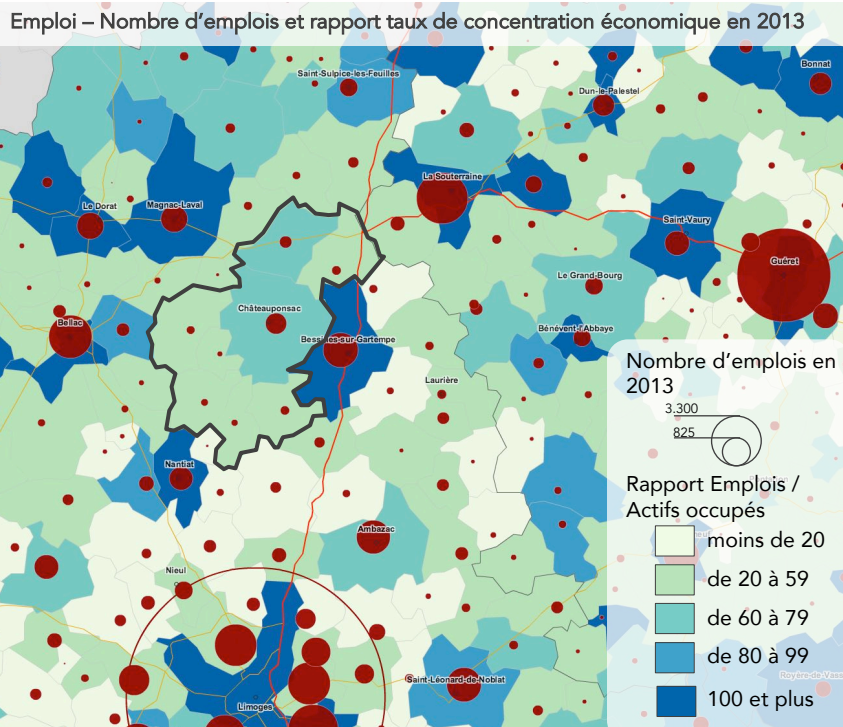 Emploi – Nombre d'emplois et rapport taux de concentration économique en 2013
Bonnat
Saint-Sulpice-les-Feuilles
Dun-le-Palestel
La Souterraine
Le Dorat
Magnac-Laval
Saint-Vaury
Guéret
Le Grand-Bourg
Châteauponsac
Bellac
Bénévent-l'Abbaye
Bessines-sur-Gartempe
Laurière
Nombre d'emplois en
2013
3.300
825
Nantiat
Rapport Emplois /
Actifs occupés
Ambazac
moins de 20
Nieul
de 20 à 59
de 60 à 79
de 80 à 99
Saint-Léonard-de-Noblat
Limoges
100 et plus